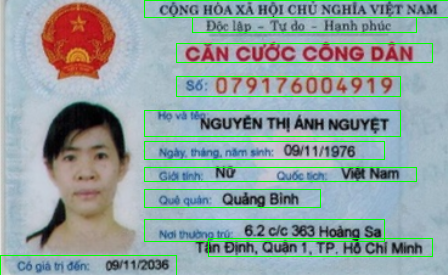 CỘNG HÒA XÃ HỘI CHỦ NGHĨA VIỆT NAM
Độc lập - Tự do - Hạnh phúc
CĂN CƯỚC CÔNG DÂN
Số: 079176004919
Họ và tên:
NGUYỄN THỊ ÁNH NGUYỆT
Ngày, tháng, năm sinh: 09/11/1976
Giới tính: Nữ Quốc tịch: Việt Nam
Quê quán: Quảng Bình
Nơi thường trú: 6.2 c/c 363 Hoàng Sa
Tân Định, Quận 1, TP. Hồ Chí Minh
Có giá trị đến: 09/11/2036